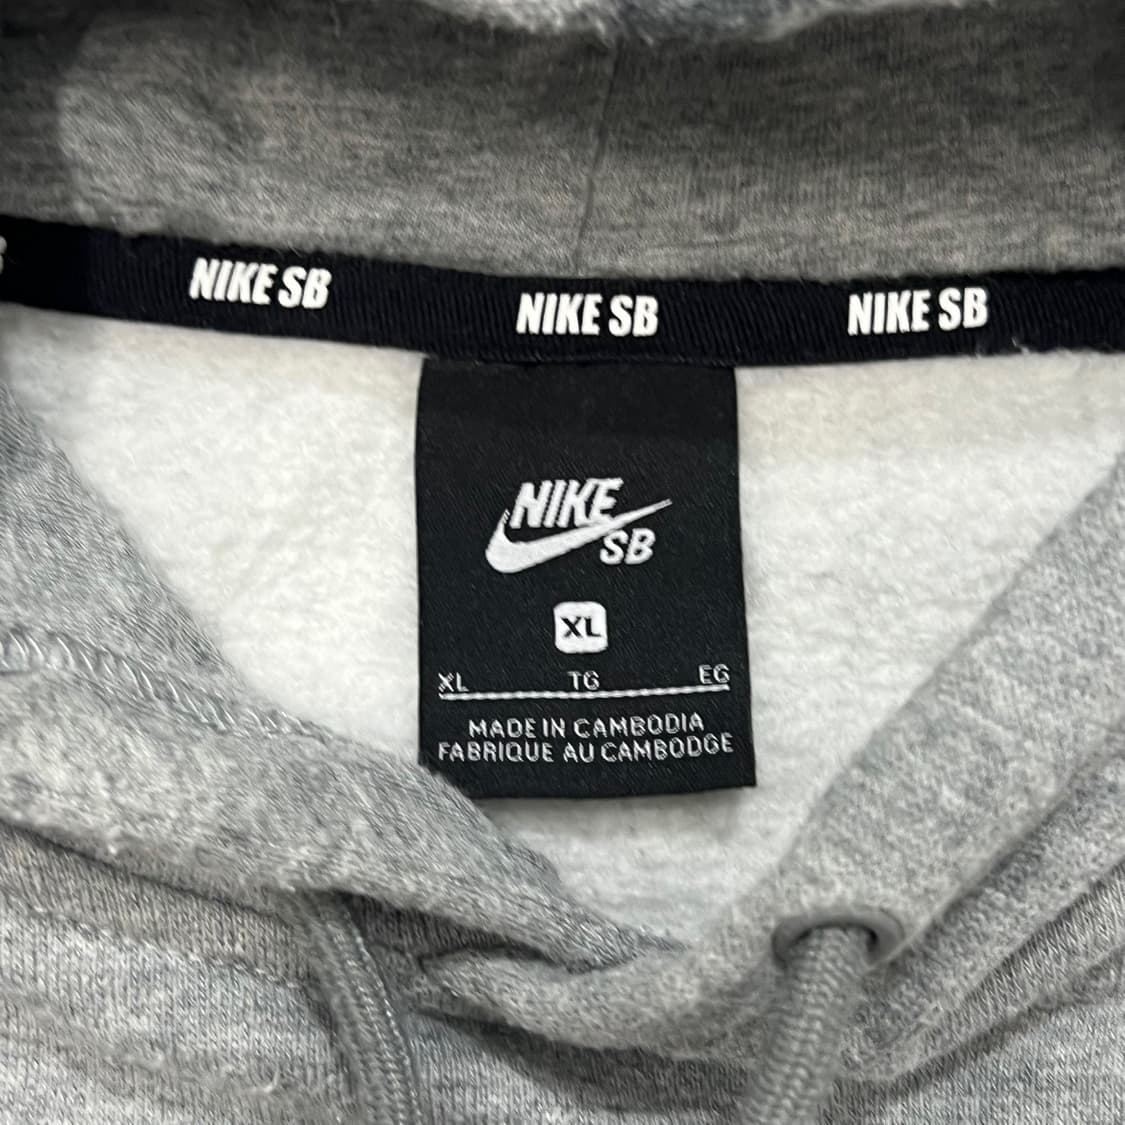 NIKE SB NIKE SB NIKE SB
NIKE
SB
XL
XL TG EG
MADE IN CAMBODIA
FABRIQUE AU CAMBODGE